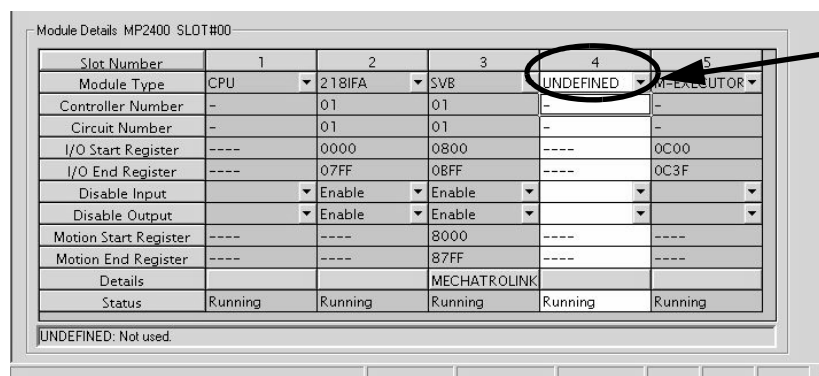 Module Details MP2400 SLOT#00
Slot Number 1 2 3 4 5
Module Type CPU 218IFA SVB UNDEFINED M-EXECUTOR
Controller Number - 01 01 - -
Circuit Number - 01 01 - -
I/O Start Register ---- 0000 0800 ---- 0C00
I/O End Register ---- 07FF 0BFF ---- 0C3F
Disable Input Enable Enable
Disable Output Enable Enable
Motion Start Register ---- ---- 8000 ---- ----
Motion End Register ---- ---- 87FF ---- ----
Details MECHATROLINK
Status Running Running Running Running Running
UNDEFINED: Not used.